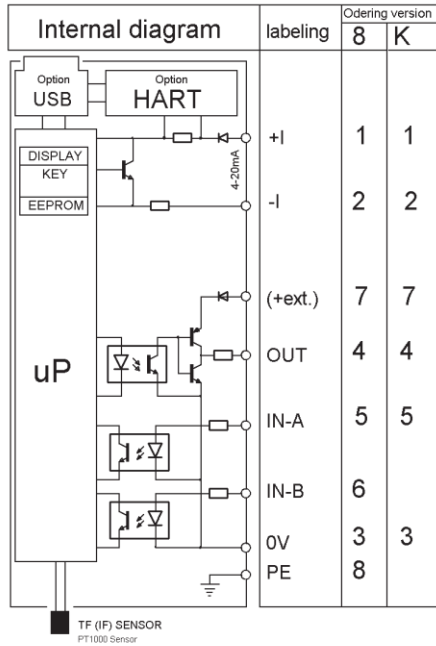 Internal diagram labeling Odering version
8 K
Option
USB
Option
HART
DISPLAY
KEY
EEPROM
uP
4-20mA
+I 1 1
-I 2 2
(+ext.) 7 7
OUT 4 4
IN-A 5 5
IN-B 6
0V 3 3
PE 8
TF (IF) SENSOR
PT1000 Sensor